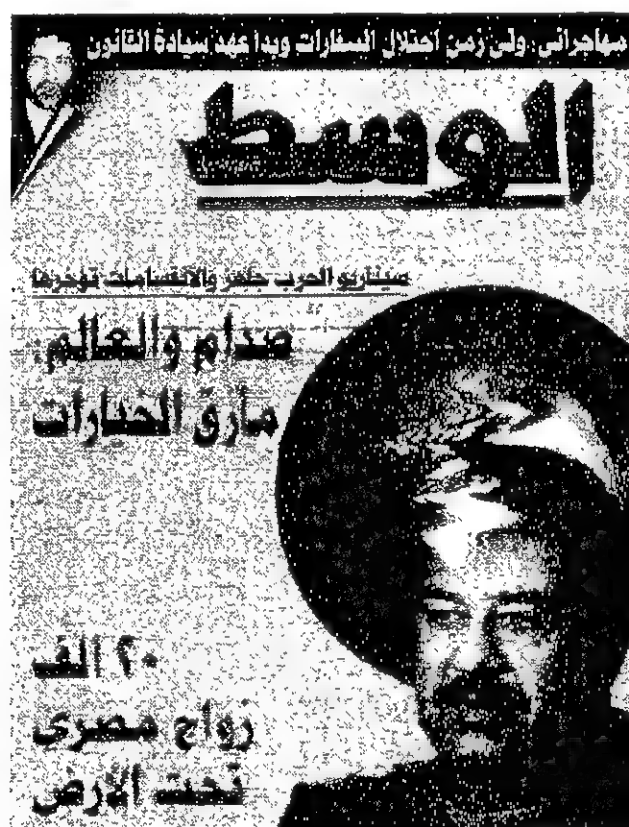 مهاجراني: ولى زمن احتلال السفارات وبدأ عهد سيادة القانون
الوسط
سيناريو الحرب جاهز والانقسامات تؤخرها
صدام والعالم:
مأزق الخيارات
٢٠ الف
زواج مصري
تحت الأرض